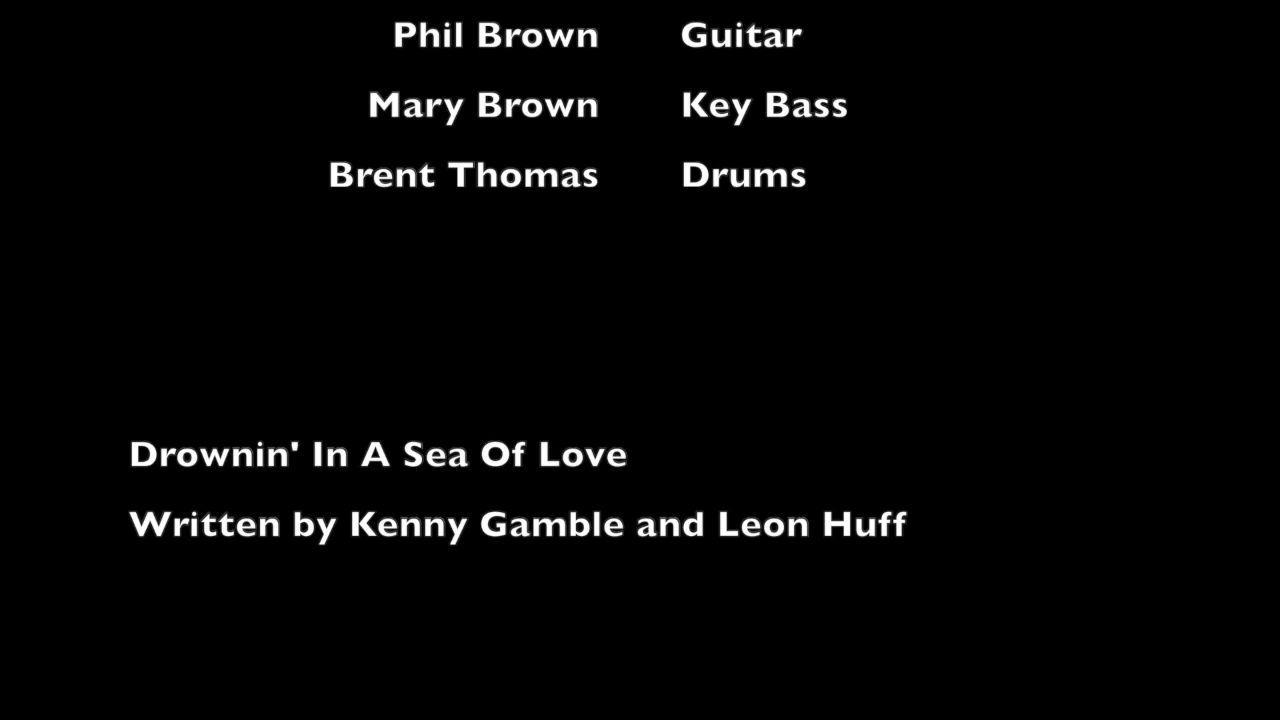 Phil Brown Guitar
Mary Brown Key Bass
Brent Thomas Drums
Drownin' In A Sea Of Love
Written by Kenny Gamble and Leon Huff